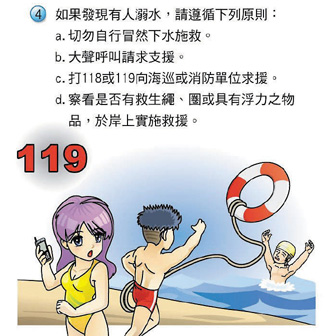 4 如果發現有人溺水，請遵循下列原則：
a. 切勿自行冒然下水施救。
b. 大聲呼叫請求支援。
c. 打118或119向海巡或消防單位求援。
d. 察看是否有救生繩、圈或具有浮力之物
品，於岸上實施救援。
119